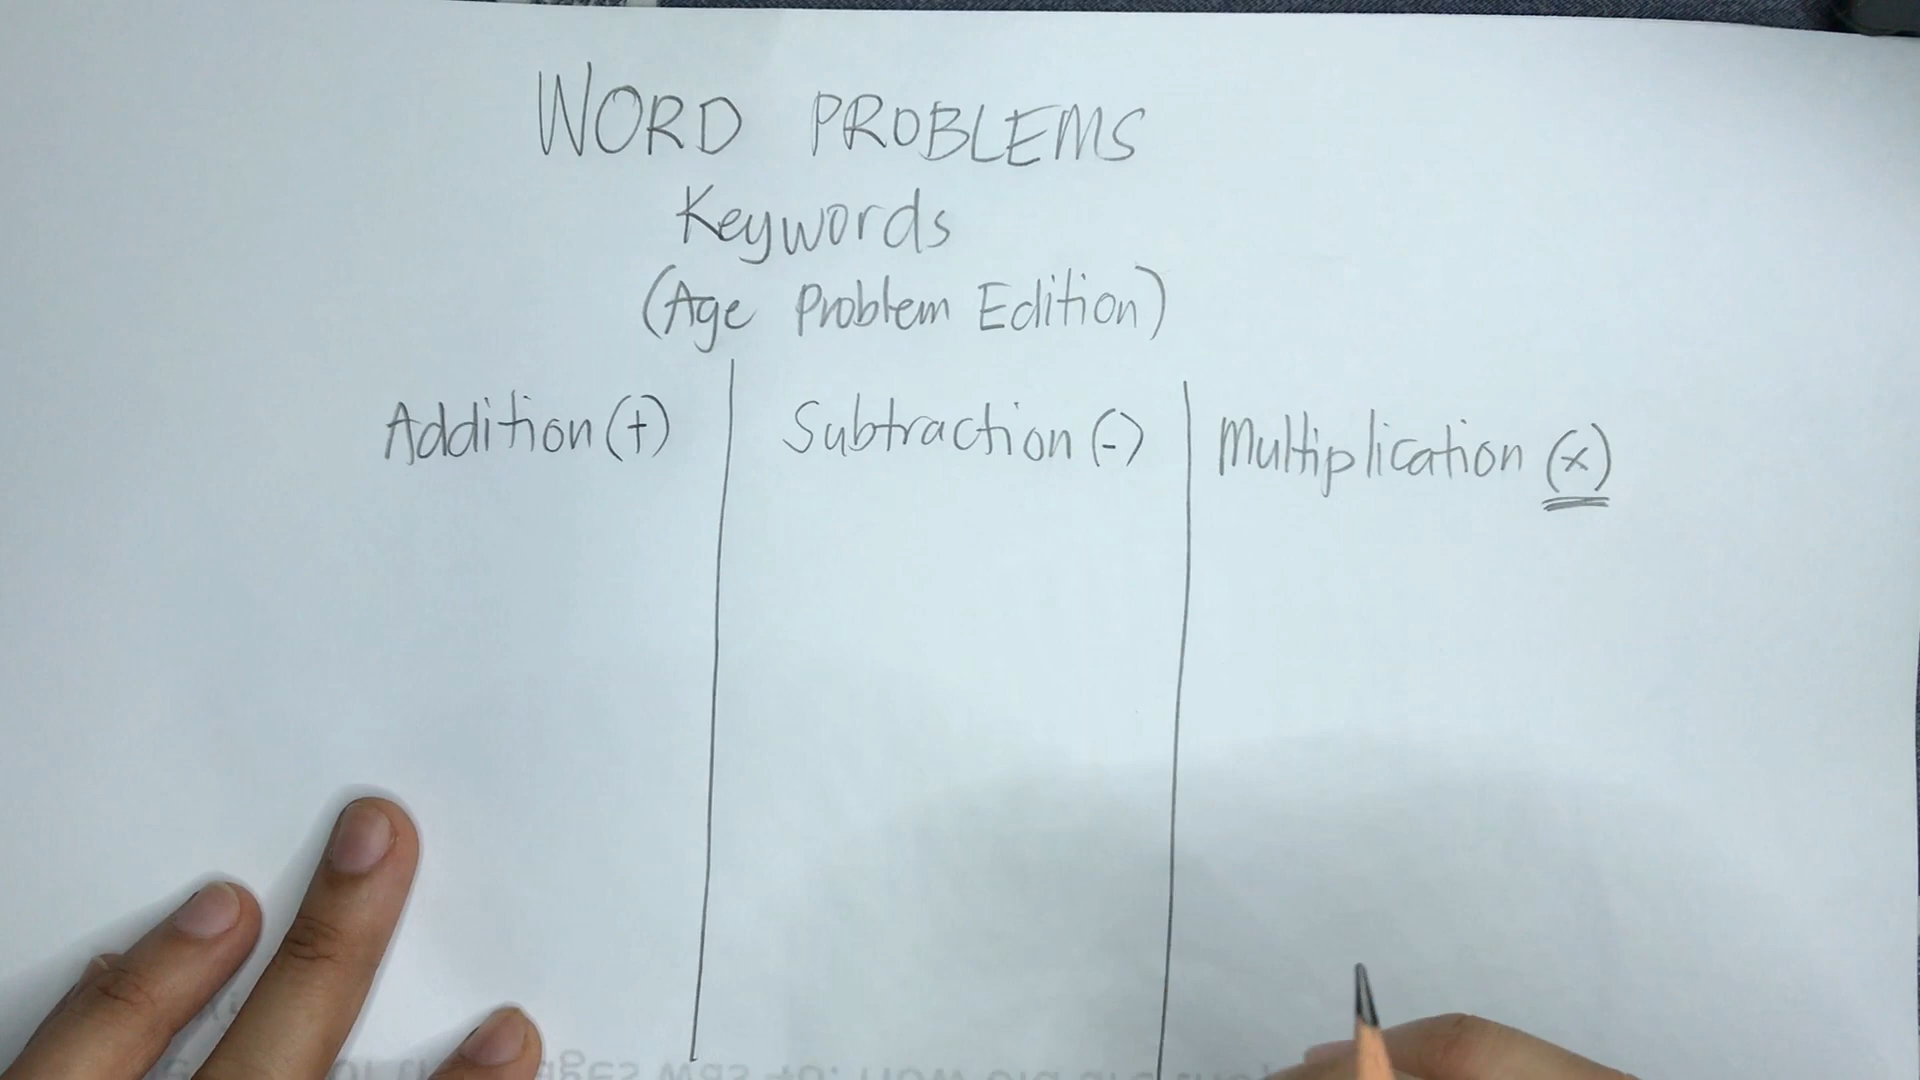 WORD PROBLEMS
Keywords
(Age Problem Edition)
Addition (+)
Subtraction (-)
Multiplication (x)